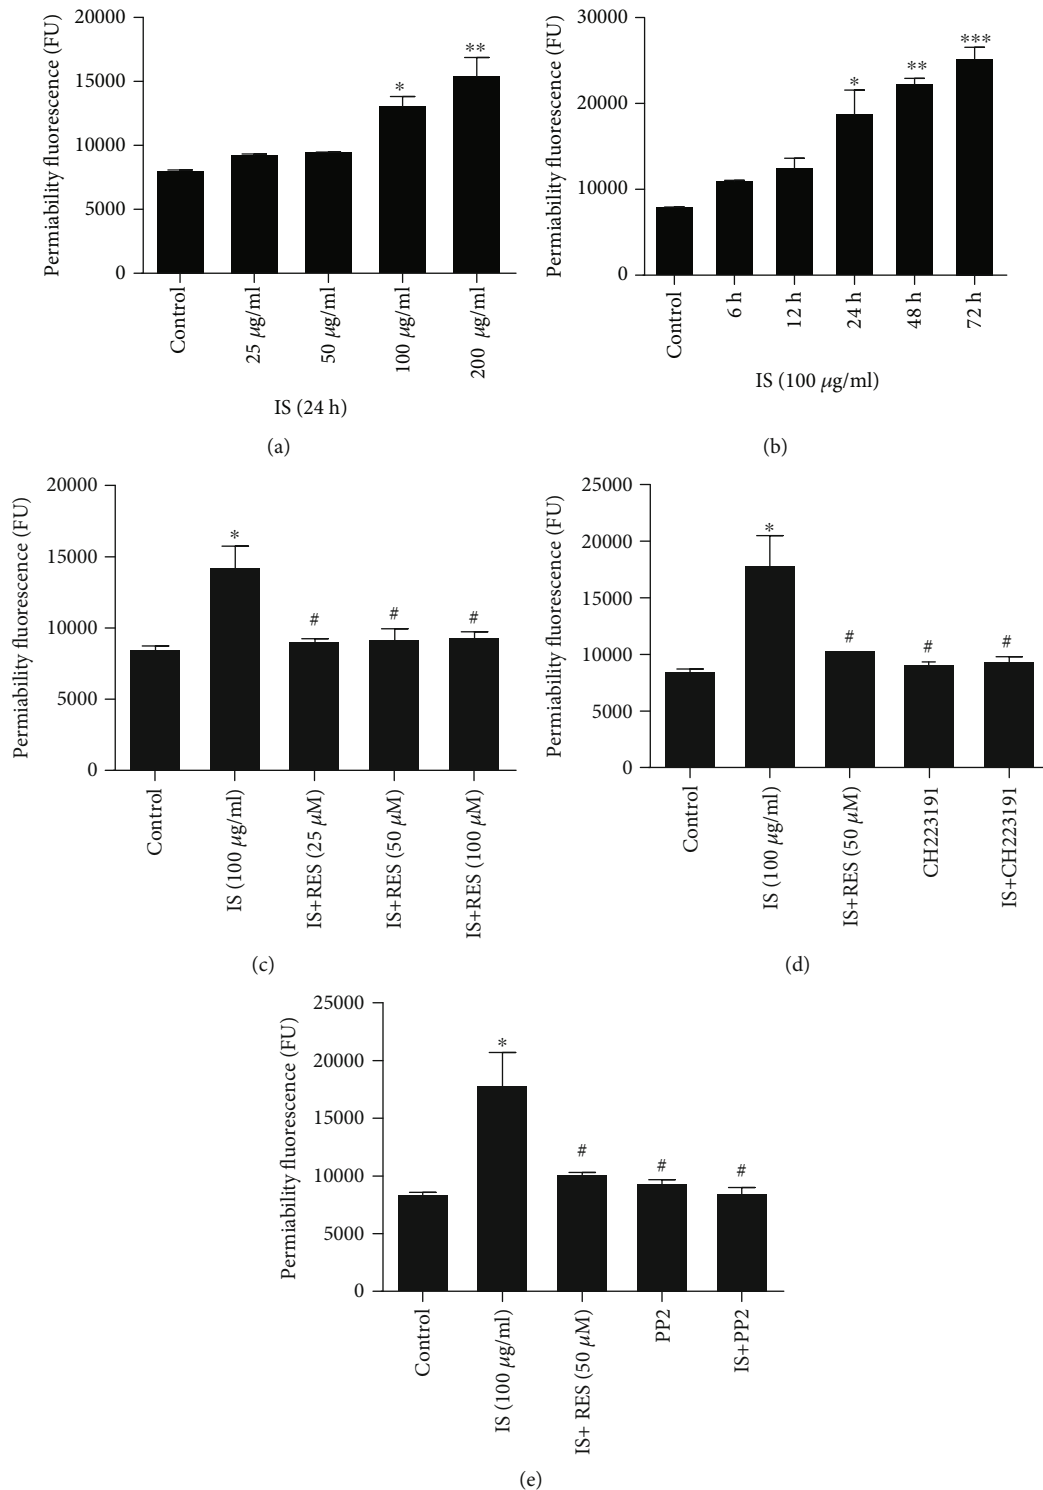 Permiability fluorescence (FU)
20000
15000
10000
5000
0
*
**
Control
25 µg/ml
50 µg/ml
100 µg/ml
200 µg/ml
IS (24 h)
(a)
Permiability fluorescence (FU)
30000
20000
10000
0
*
**
***
Control
6 h
12 h
24 h
48 h
72 h
IS (100 µg/ml)
(b)
Permiability fluorescence (FU)
20000
15000
10000
5000
0
*
#
#
#
Control
IS (100 µg/ml)
IS+RES (25 µM)
IS+RES (50 µM)
IS+RES (100 µM)
(c)
Permiability fluorescence (FU)
25000
20000
15000
10000
5000
0
*
#
#
#
Control
IS (100 µg/ml)
IS+RES (50 µM)
CH223191
IS+CH223191
(d)
Permiability fluorescence (FU)
25000
20000
15000
10000
5000
0
*
#
#
#
Control
IS (100 µg/ml)
IS+ RES (50 µM)
PP2
IS+PP2
(e)